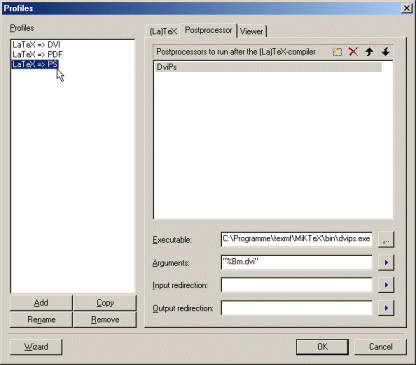 Profiles
Profiles
LaTeX => DVI
LaTeX => PDF
LaTeX => PS
Add
Copy
Rename
Remove
(La)TeX
Postprocessor
Viewer
Postprocessors to run after the (La)TeX-compiler
DviPs
Executable:
C:\Programme\texmf\MiKTeX\bin\dvips.exe
...
Arguments:
"%Bm.dvi"
Input redirection:
Output redirection:
Wizard
OK
Cancel